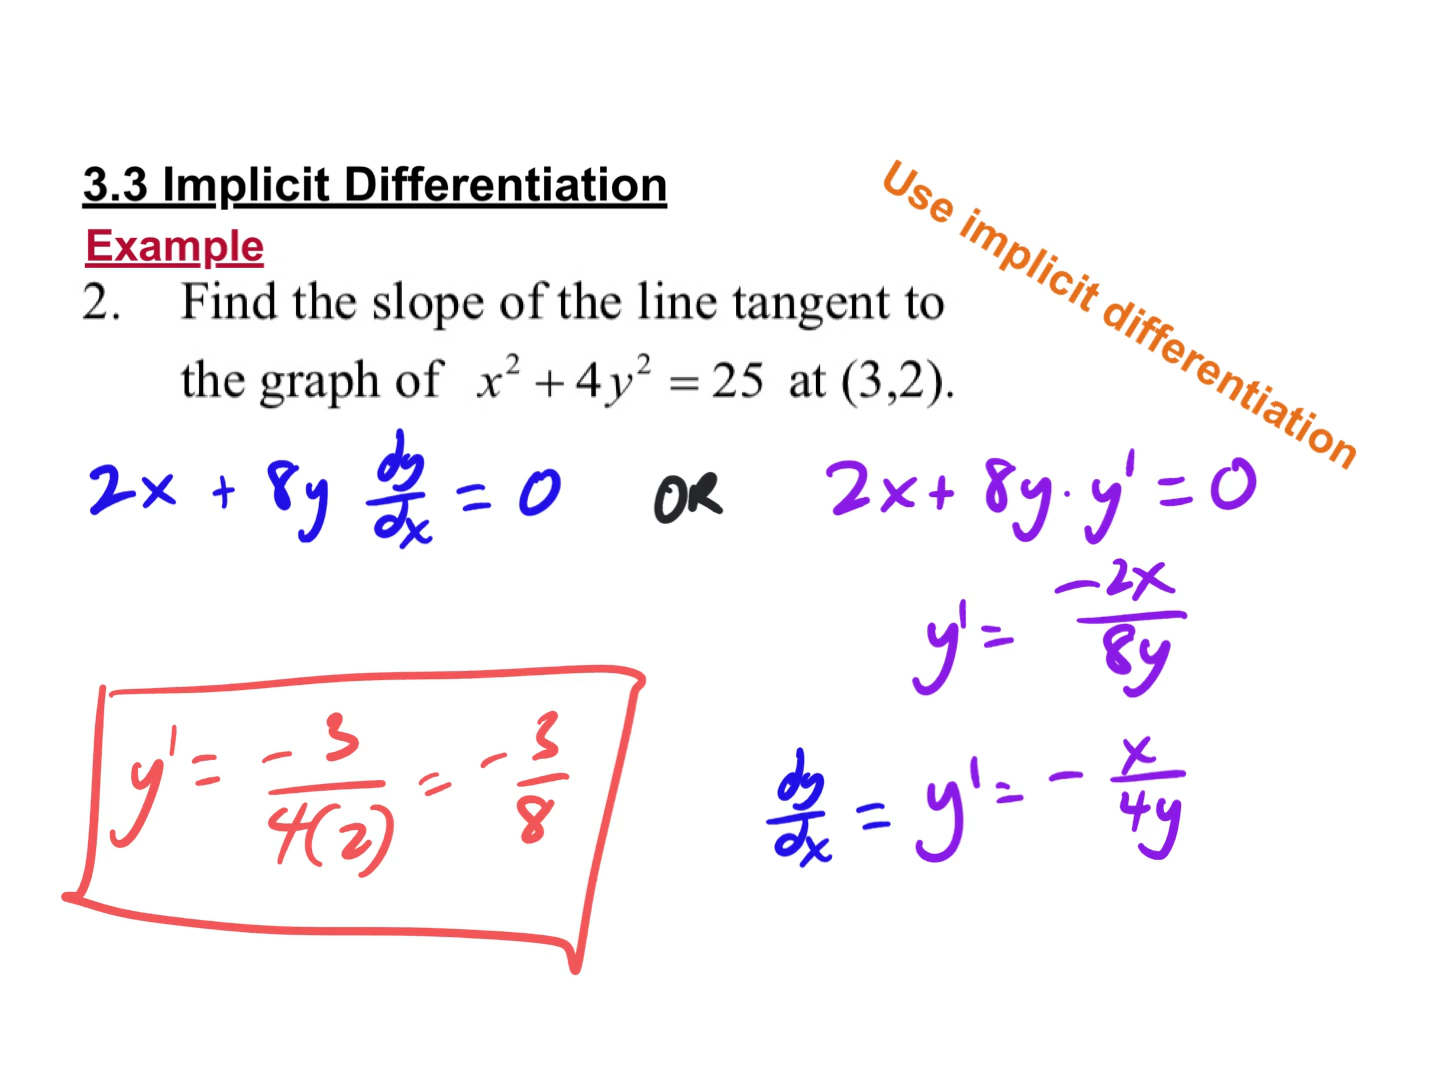 3.3 Implicit Differentiation
Use implicit differentiation
Example
2. Find the slope of the line tangent to
the graph of x² + 4y² = 25 at (3,2).
2x + 8y dy/dx = 0 OR 2x + 8y · y' = 0
y' = -2x/8y
dy/dx = y' = - x/4y
y' = - 3/4(2) = - 3/8